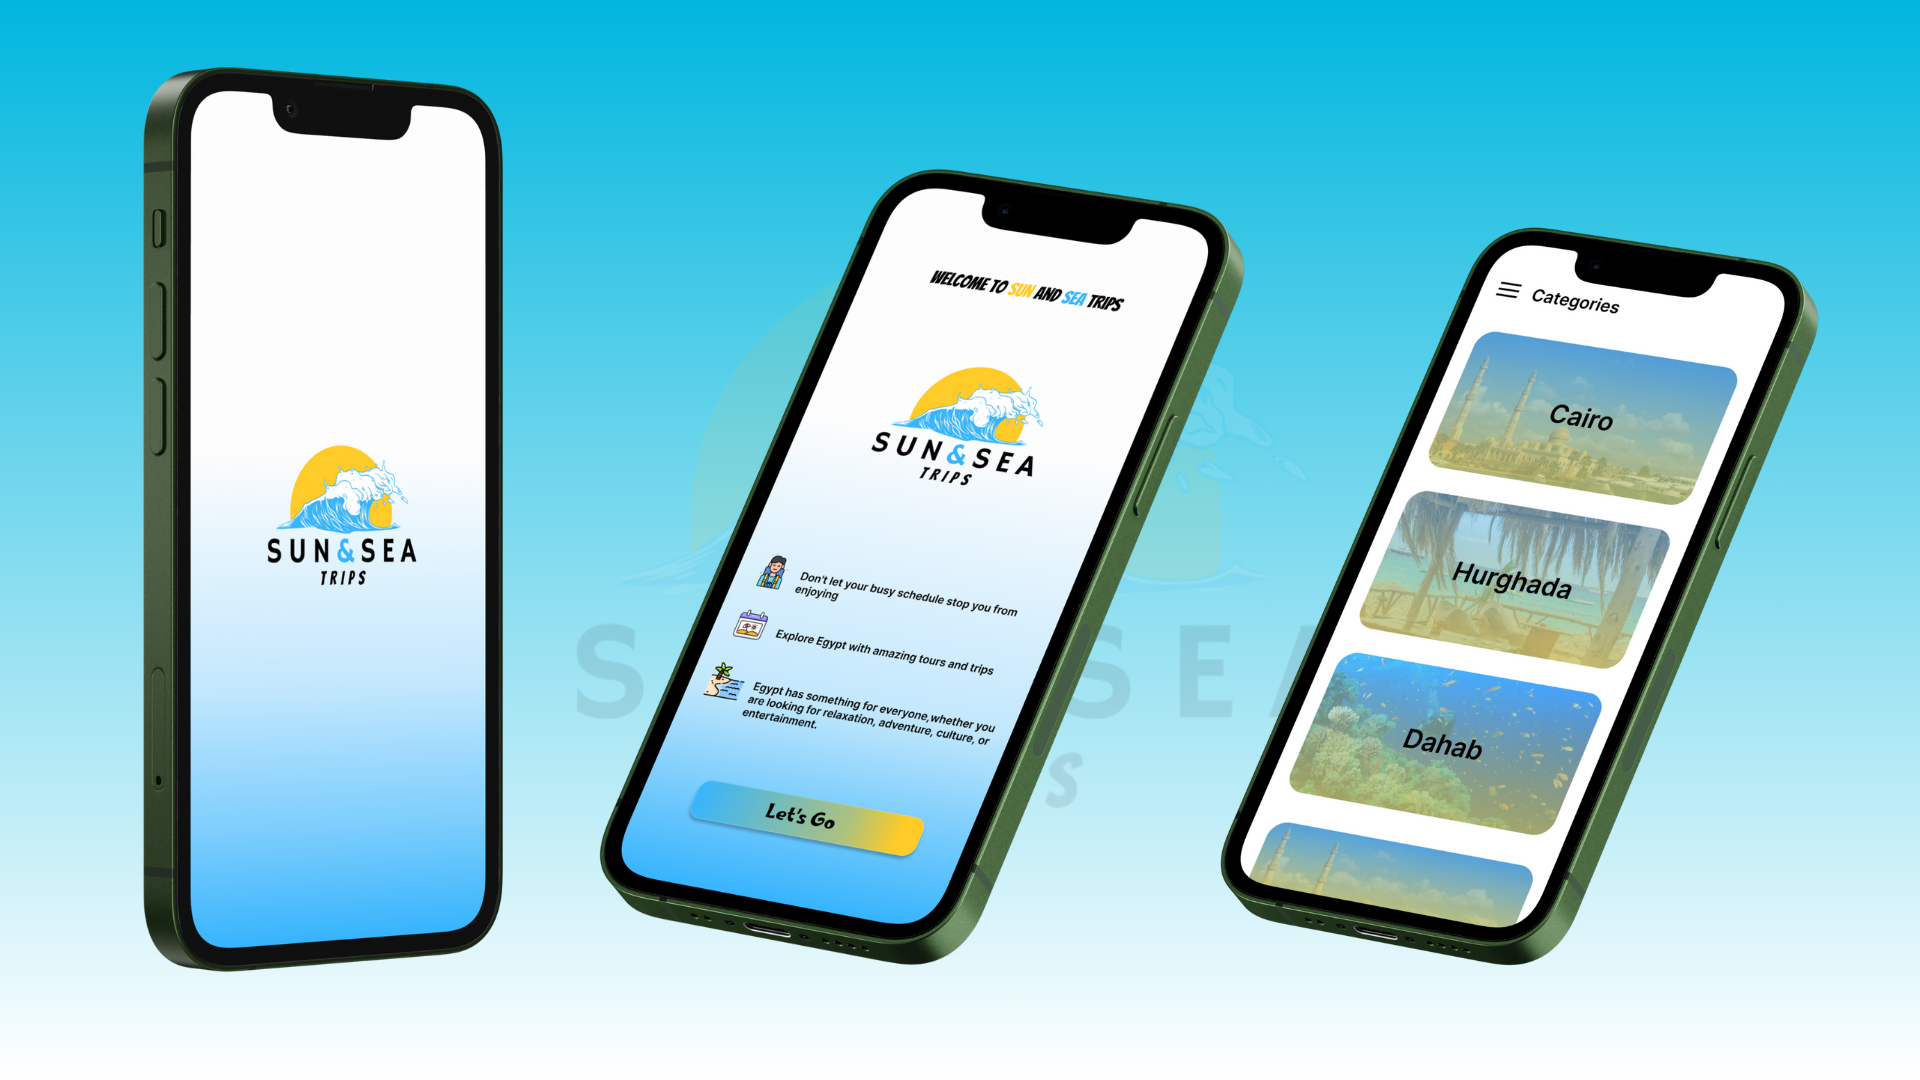 SUN&SEA
TRIPS
WELCOME TO SUN AND SEA TRIPS
SUN&SEA
TRIPS
Don't let your busy schedule stop you from
enjoying
Explore Egypt with amazing tours and trips
Egypt has something for everyone,whether you
are looking for relaxation, adventure, culture, or
entertainment.
Let's Go
Categories
Cairo
Hurghada
Dahab